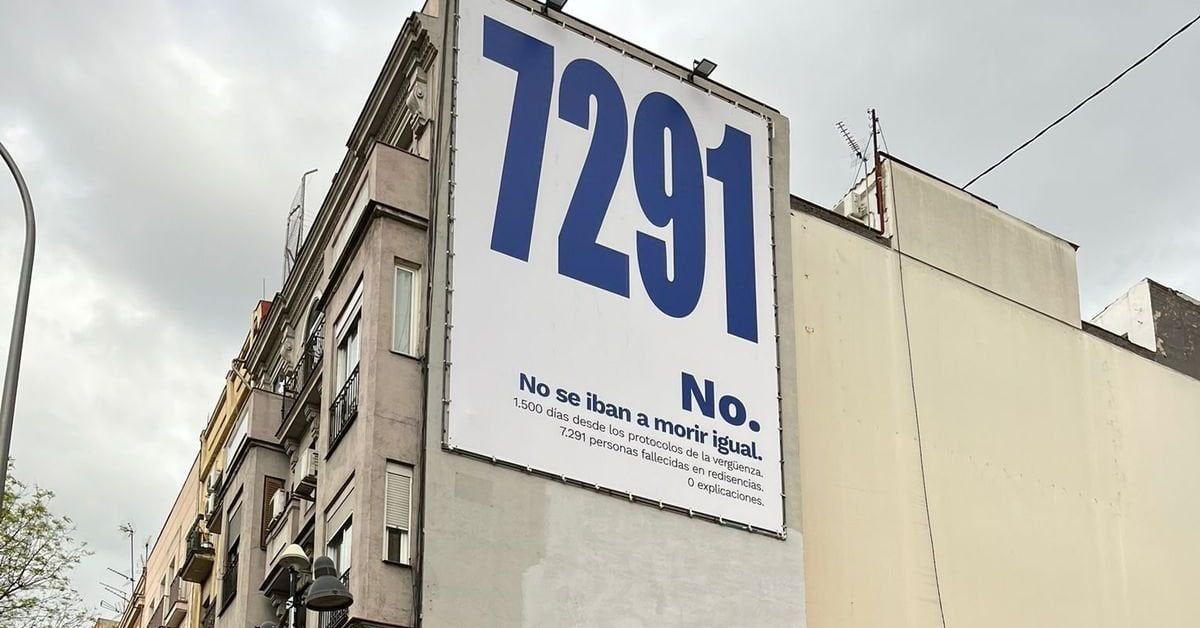 7291
No.
No se iban a morir igual.
1.500 días desde los protocolos de la vergüenza.
7.291 personas fallecidas en redisencias.
0 explicaciones.